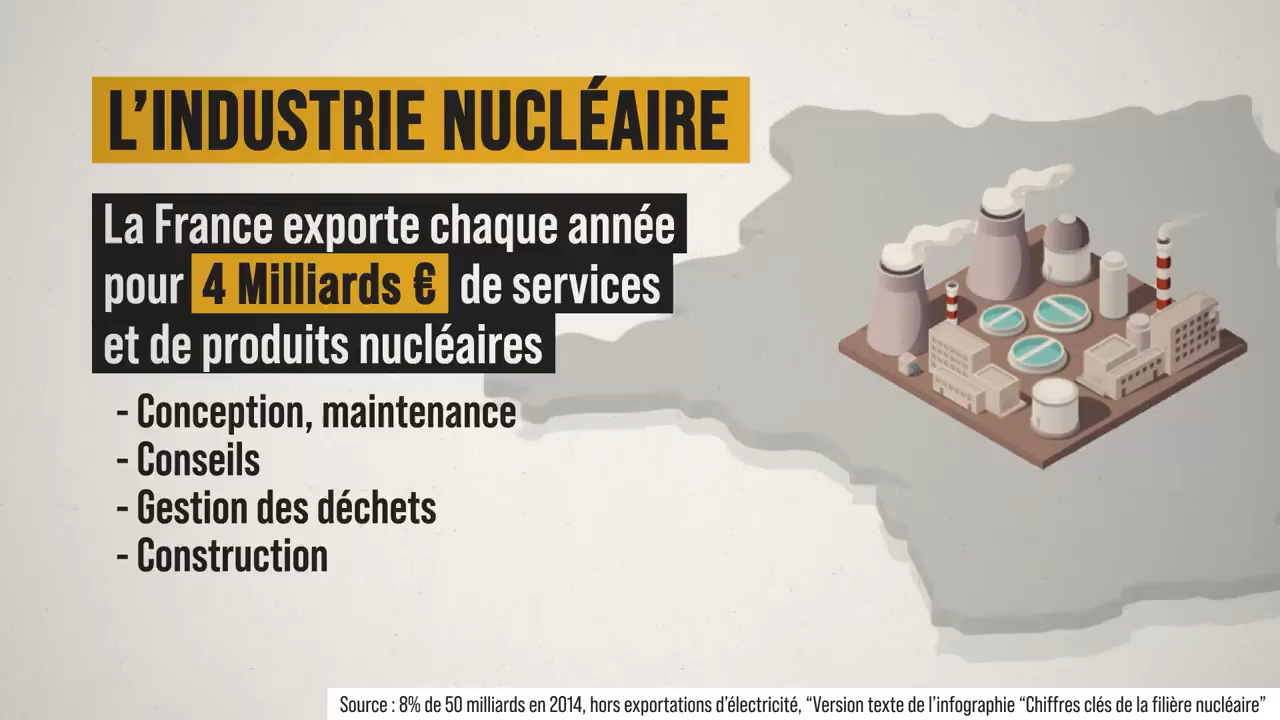 L'INDUSTRIE NUCLÉAIRE
La France exporte chaque année
pour 4 Milliards € de services
et de produits nucléaires
- Conception, maintenance
- Conseils
- Gestion des déchets
- Construction
Source : 8% de 50 milliards en 2014, hors exportations d'électricité, “Version texte de l'infographie “Chiffres clés de la filière nucléaire”